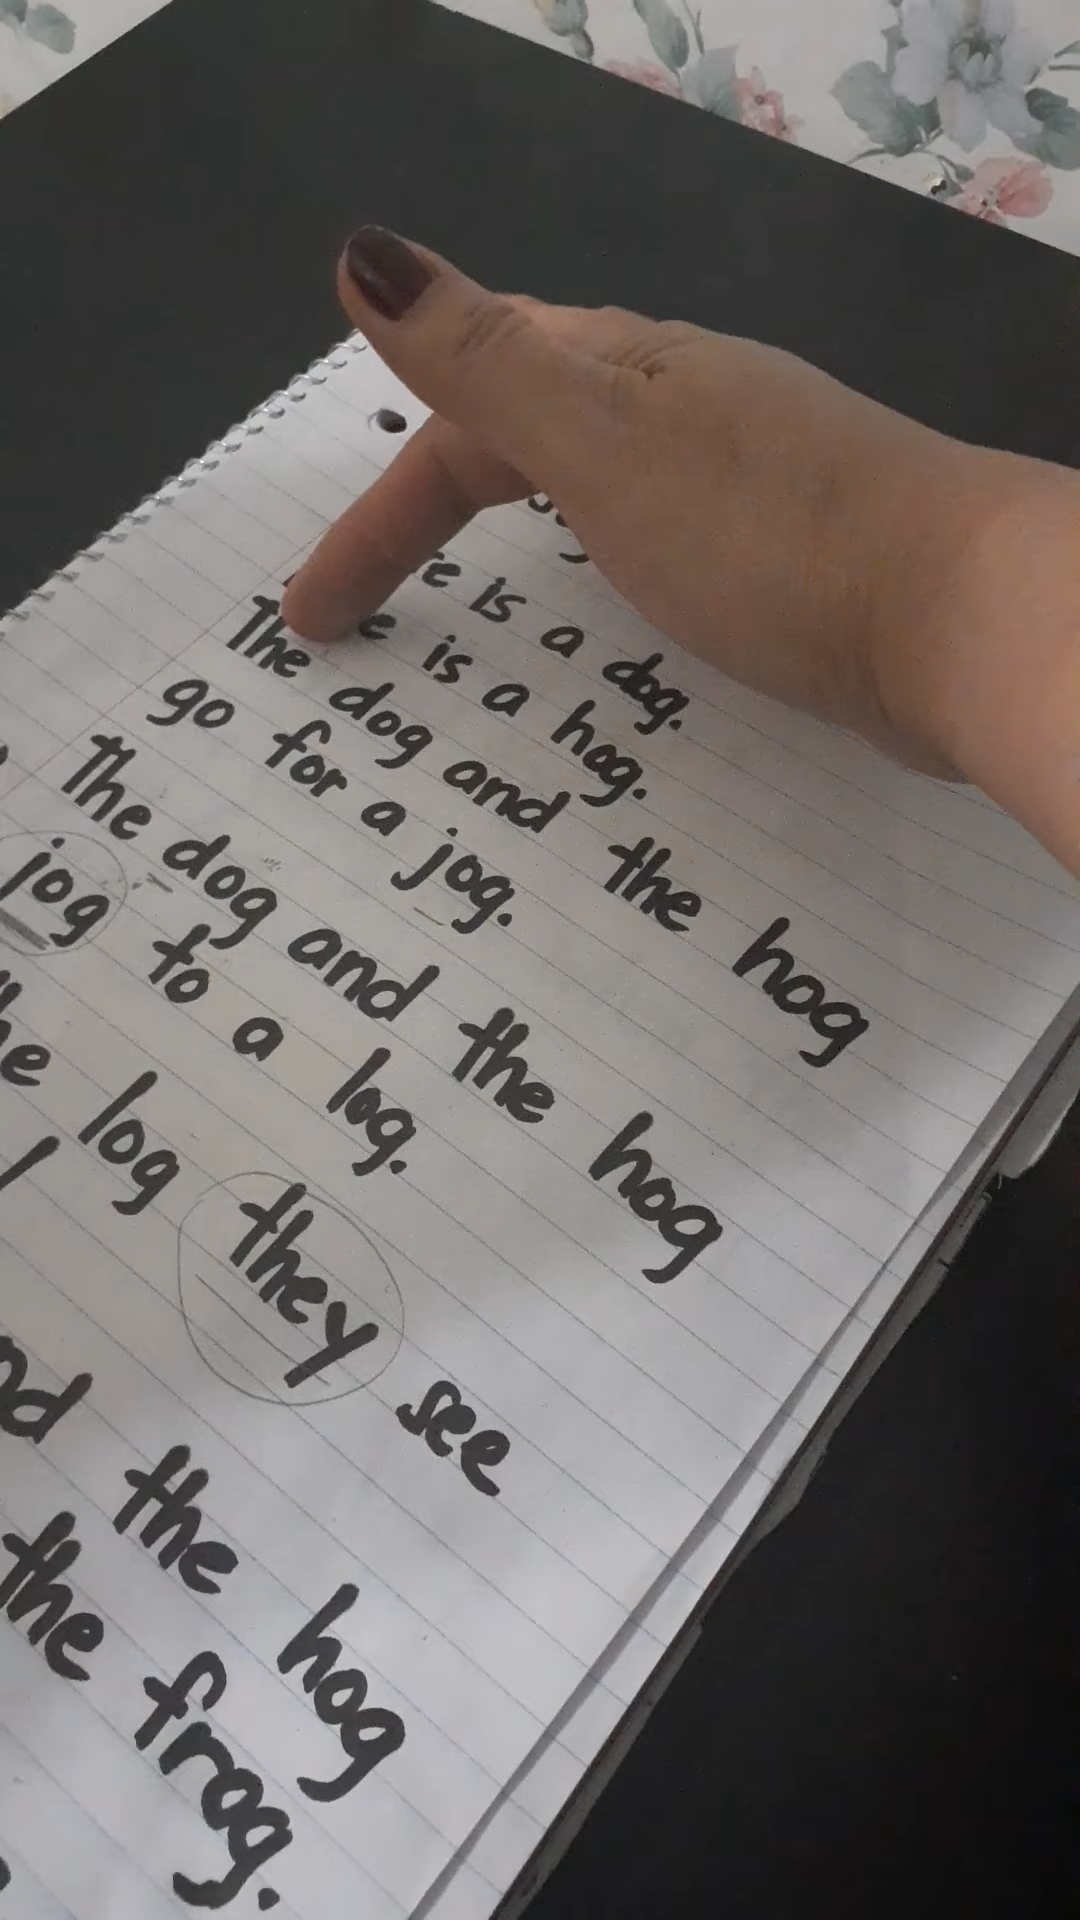 is a dog.
is a hog.
The dog and the hog
go for a jog.
The dog and the hog
jog to a log.
log they see
the hog
the frog.